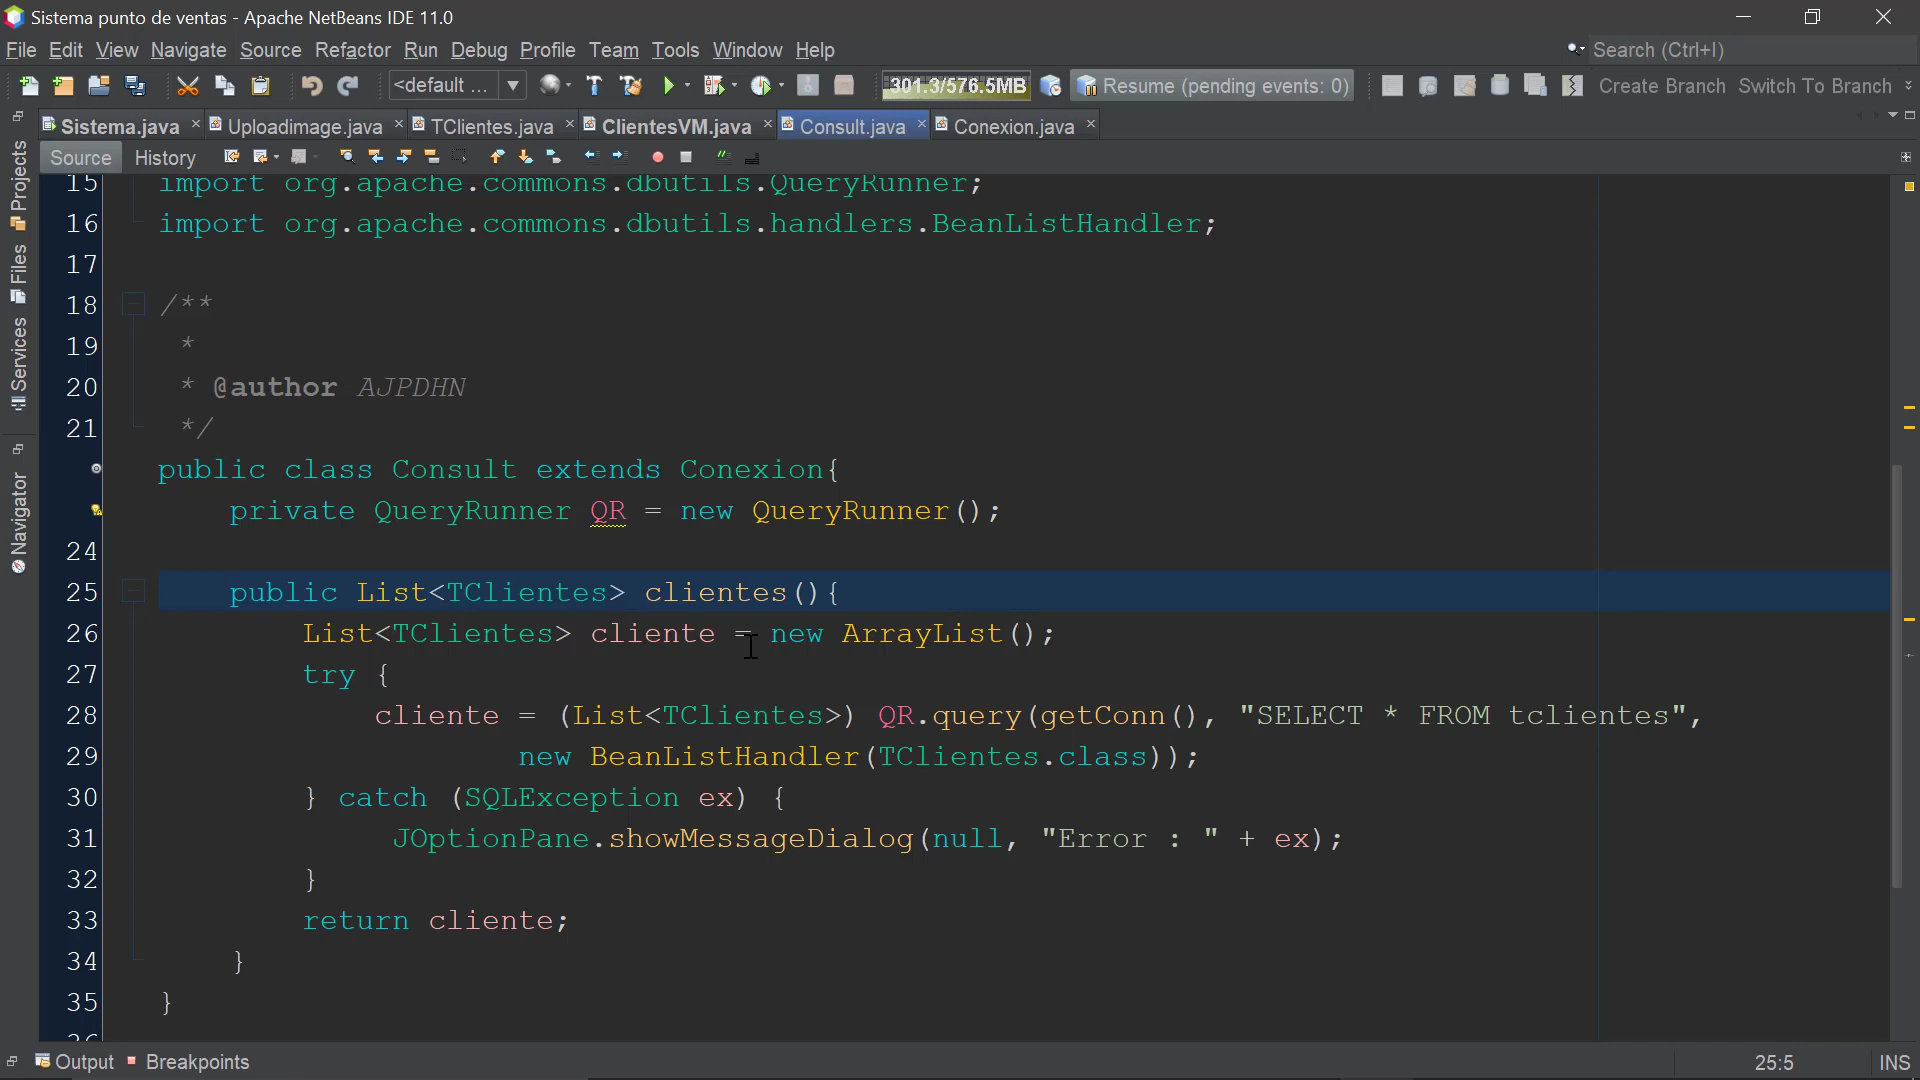 Sistema punto de ventas - Apache NetBeans IDE 11.0
File Edit View Navigate Source Refactor Run Debug Profile Team Tools Window Help
Search (Ctrl+I)
<default ...
301.3/576.5MB
Resume (pending events: 0)
Create Branch Switch To Branch
Sistema.java
Uploadimage.java
TClientes.java
ClientesVM.java
Consult.java
Conexion.java
Source History
Projects
Files
Services
Navigator
15 import org.apache.commons.dbutils.QueryRunner;
16 import org.apache.commons.dbutils.handlers.BeanListHandler;
17
18 /**
19 *
20 * @author AJPDHN
21 */
public class Consult extends Conexion{
private QueryRunner QR = new QueryRunner();
24
25 public List<TClientes> clientes(){
26 List<TClientes> cliente = new ArrayList();
27 try {
28 cliente = (List<TClientes>) QR.query(getConn(), "SELECT * FROM tclientes",
29 new BeanListHandler(TClientes.class));
30 } catch (SQLException ex) {
31 JOptionPane.showMessageDialog(null, "Error : " + ex);
32 }
33 return cliente;
34 }
35 }
Output
Breakpoints
25:5
INS